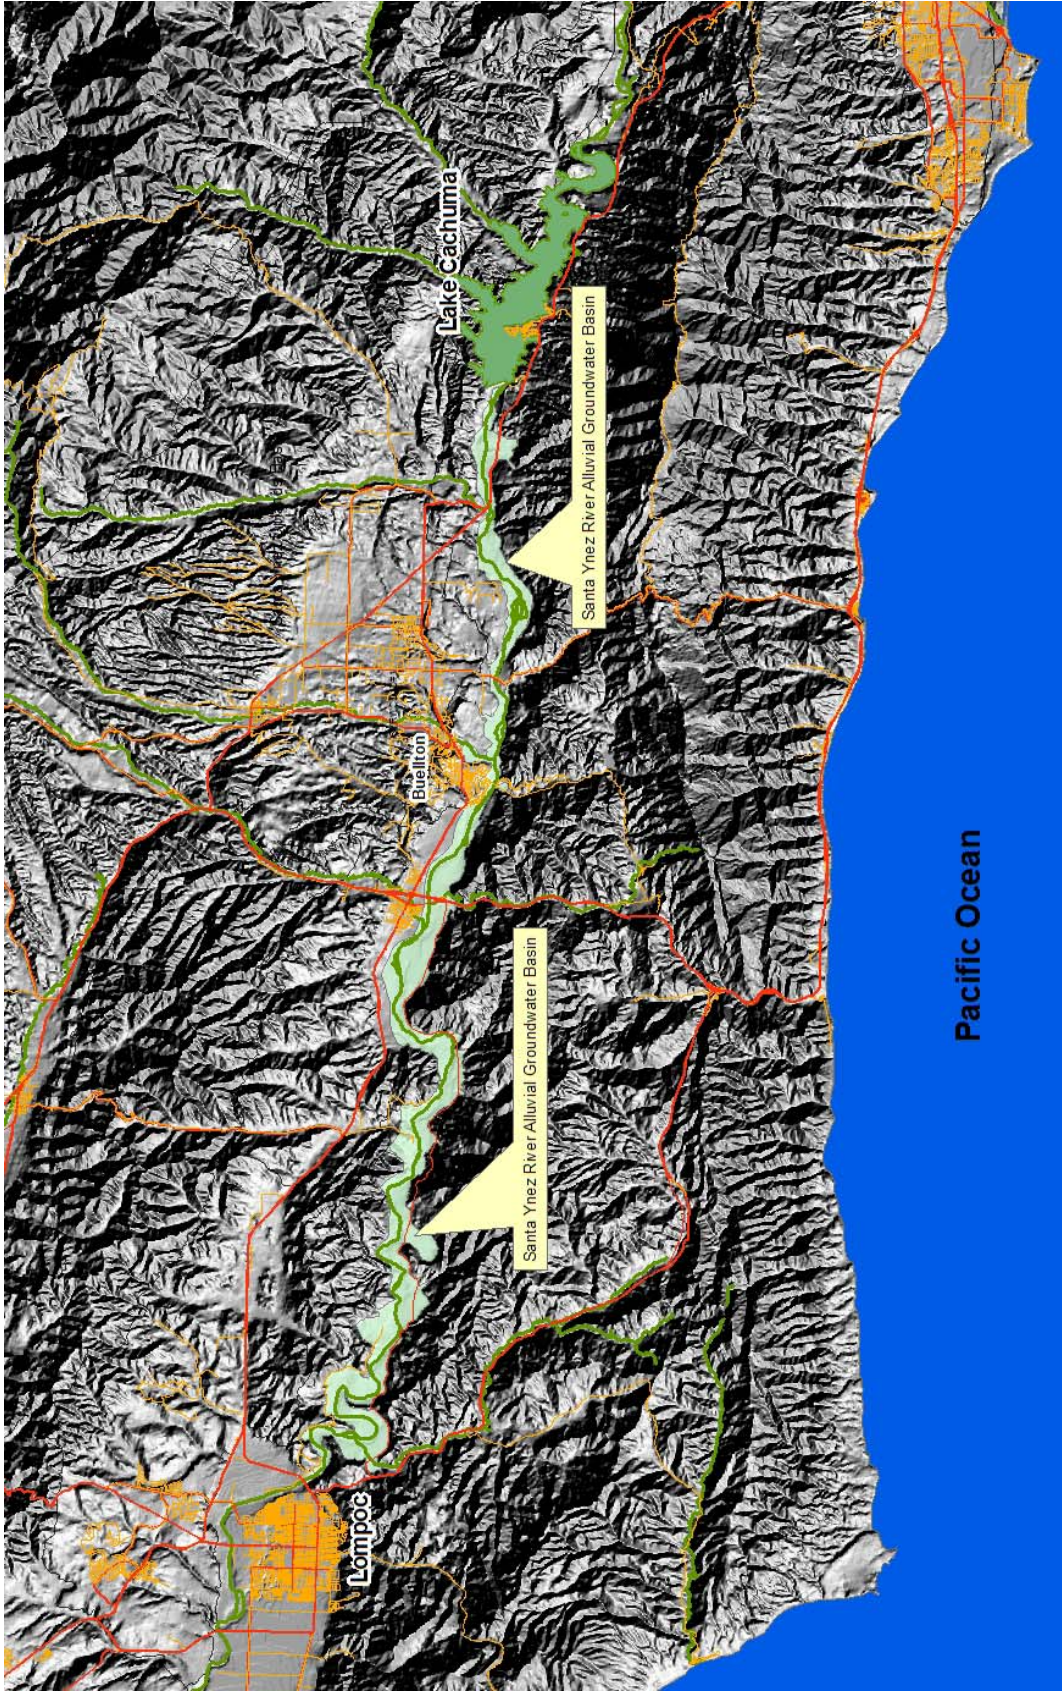 Lake Cachuma
Santa Ynez River Alluvial Groundwater Basin
Buellton
Santa Ynez River Alluvial Groundwater Basin
Lompoc
Pacific Ocean